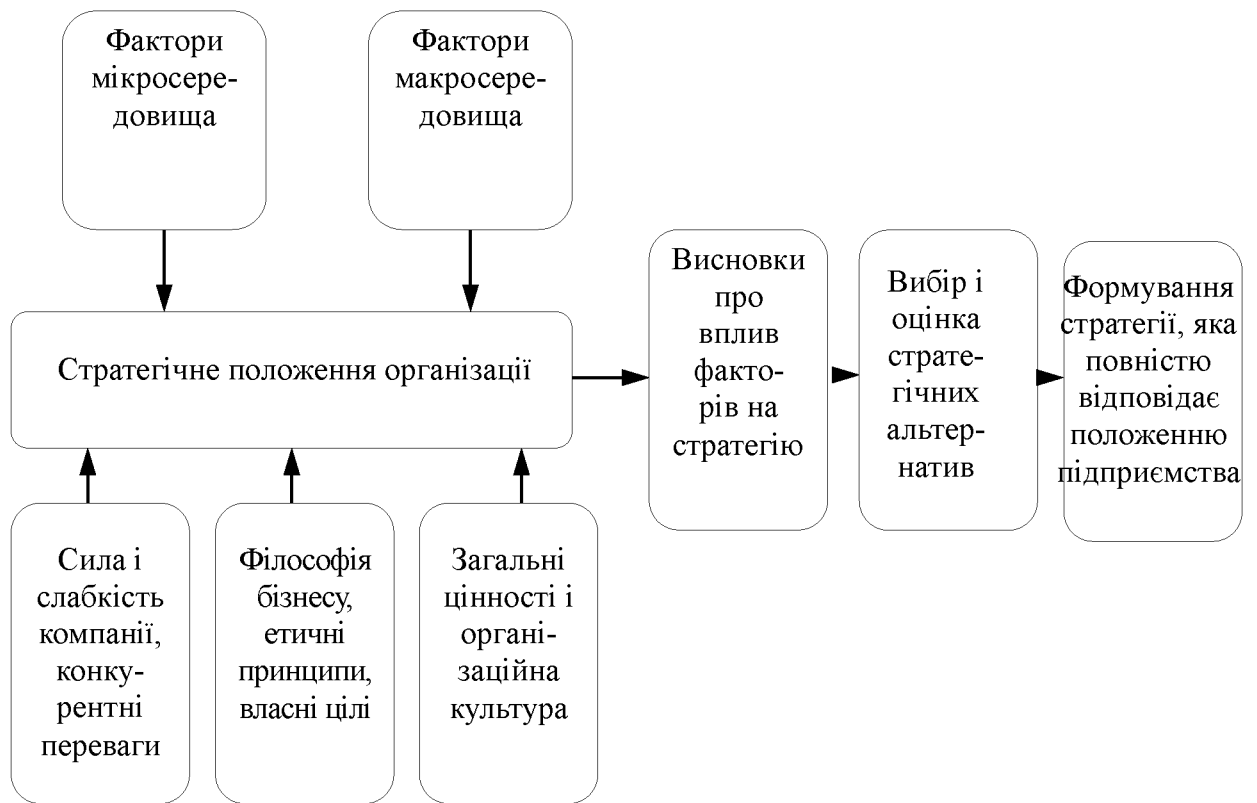 Фактори
мікросере-
довища
Фактори
макросере-
довища
Стратегічне положення організації
Висновки
про
вплив
факто-
рів на
стратегію
Вибір і
оцінка
страте-
гічних
альтер-
натив
Формування
стратегії, яка
повністю
відповідає
положенню
підприємства
Сила і
слабкість
компанії,
конку-
рентні
переваги
Філософія
бізнесу,
етичні
принципи,
власні цілі
Загальні
цінності і
органі-
заційна
культура